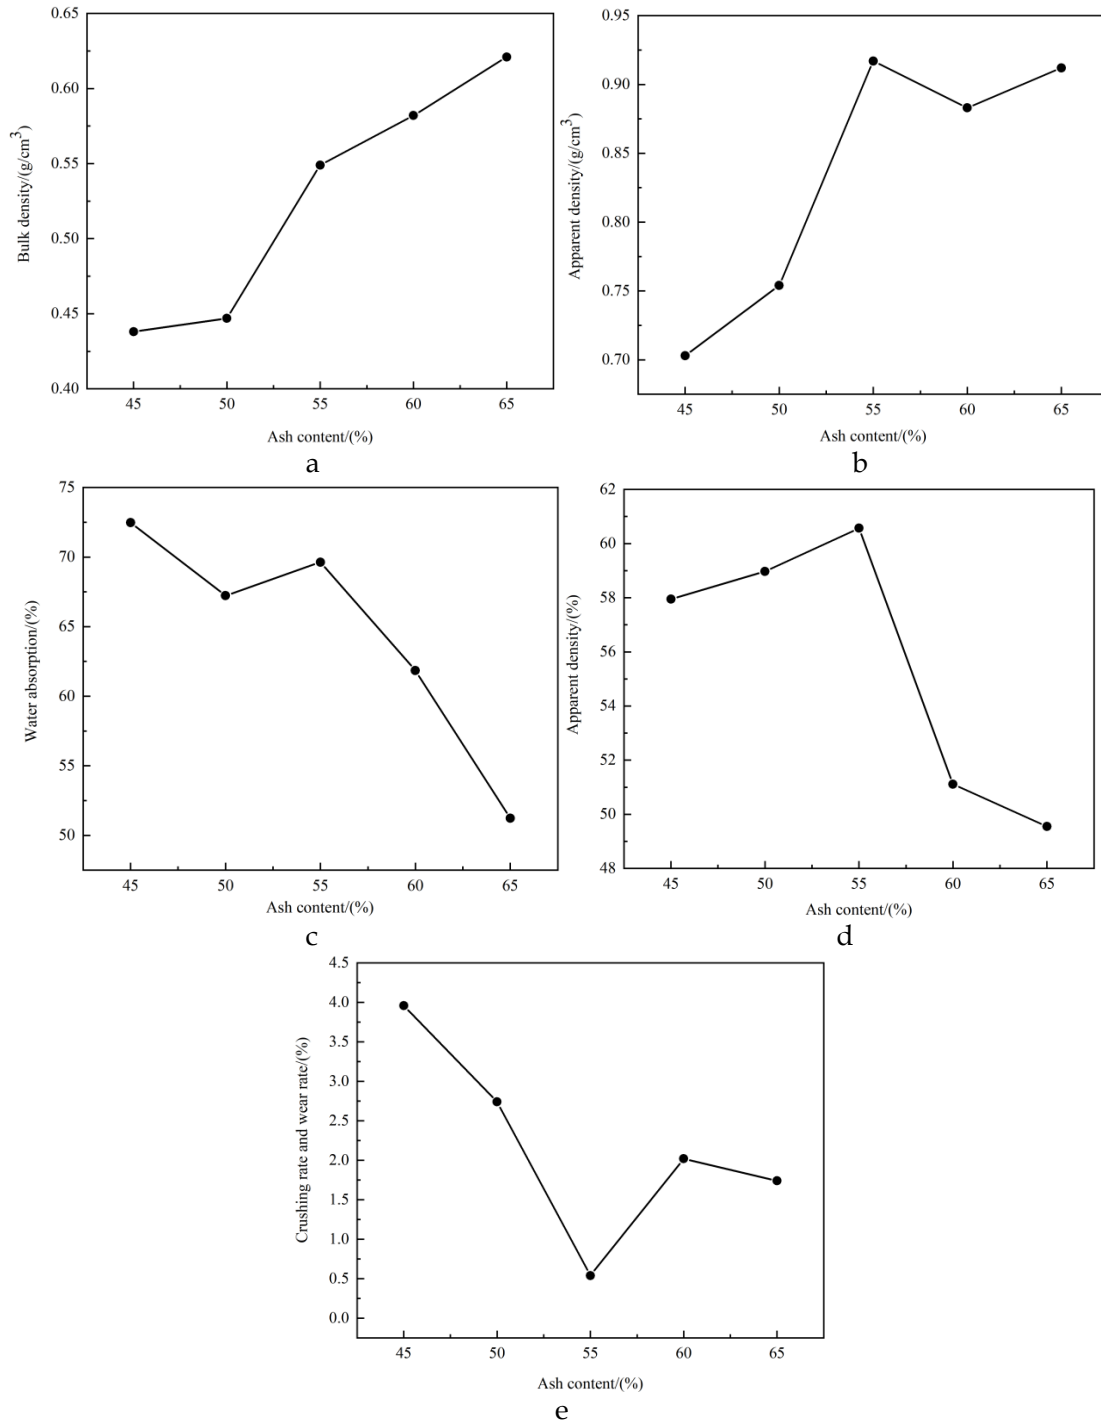 0.65
0.60
0.55
0.50
0.45
0.40
Bulk density/(g/cm³)
45 50 55 60 65
Ash content/(%)
a
0.95
0.90
0.85
0.80
0.75
0.70
Apparent density/(g/cm³)
45 50 55 60 65
Ash content/(%)
b
75
70
65
60
55
50
Water absorption/(%)
45 50 55 60 65
Ash content/(%)
c
62
60
58
56
54
52
50
48
Apparent density/(%)
45 50 55 60 65
Ash content/(%)
d
4.5
4.0
3.5
3.0
2.5
2.0
1.5
1.0
0.5
0.0
Crushing rate and wear rate/(%)
45 50 55 60 65
Ash content/(%)
e